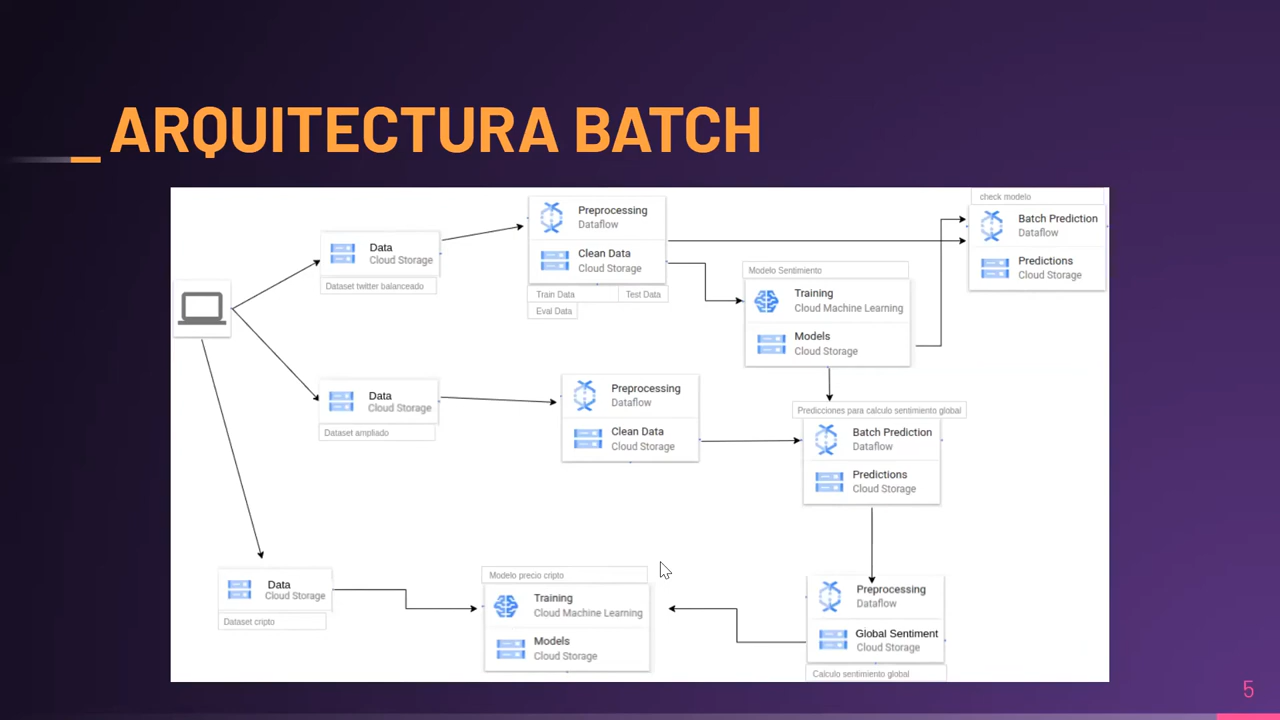 ARQUITECTURA BATCH
Data
Cloud Storage
Dataset twitter balanceado
Preprocessing
Dataflow
Clean Data
Cloud Storage
Train Data
Test Data
Eval Data
Modelo Sentimiento
Training
Cloud Machine Learning
Models
Cloud Storage
check modelo
Batch Prediction
Dataflow
Predictions
Cloud Storage
Data
Cloud Storage
Dataset ampliado
Preprocessing
Dataflow
Clean Data
Cloud Storage
Predicciones para calculo sentimiento global
Batch Prediction
Dataflow
Predictions
Cloud Storage
Data
Cloud Storage
Dataset cripto
Modelo precio cripto
Training
Cloud Machine Learning
Models
Cloud Storage
Preprocessing
Dataflow
Global Sentiment
Cloud Storage
Calculo sentimiento global
5